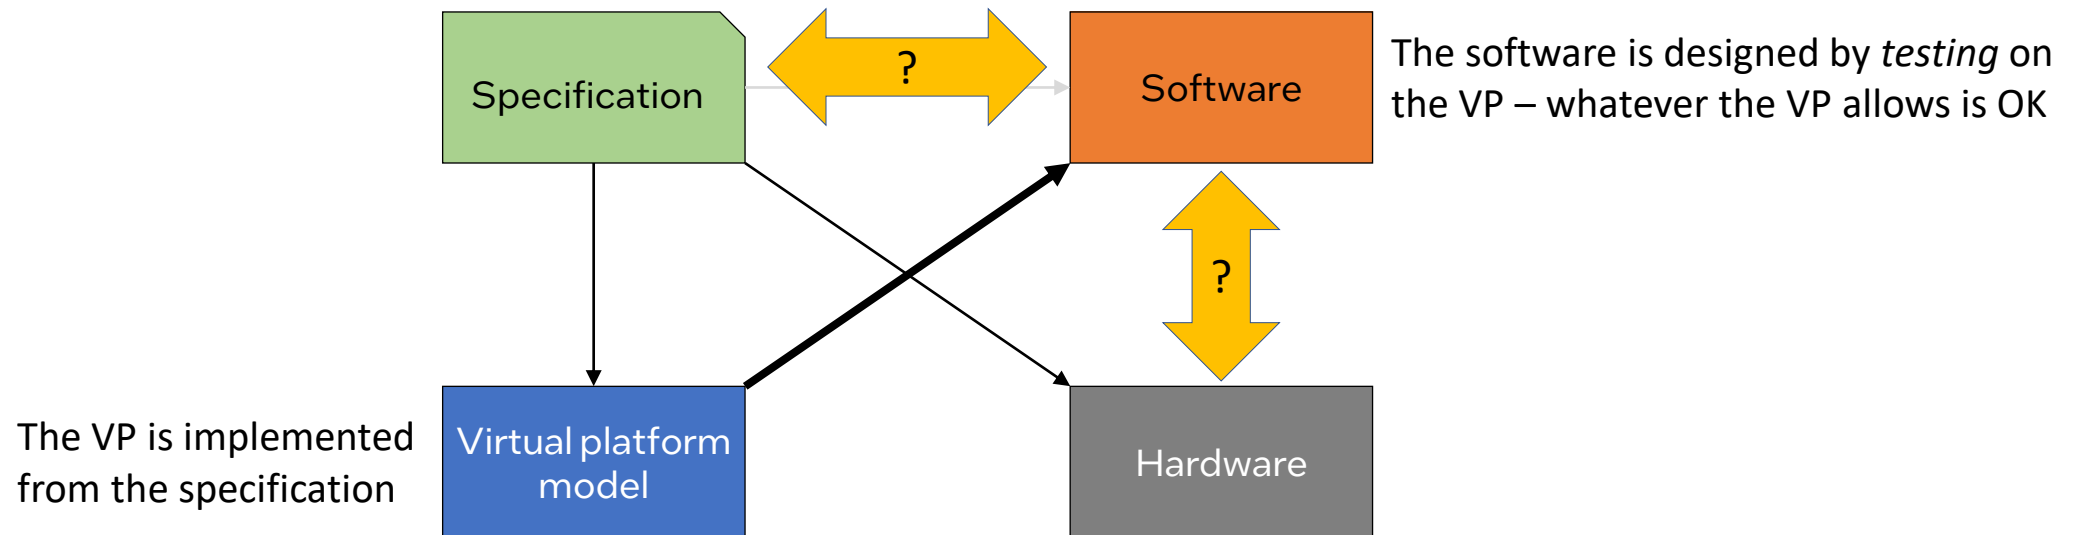 Specification
?
Software
The software is designed by testing on
the VP – whatever the VP allows is OK
?
The VP is implemented
from the specification
Virtual platform
model
Hardware